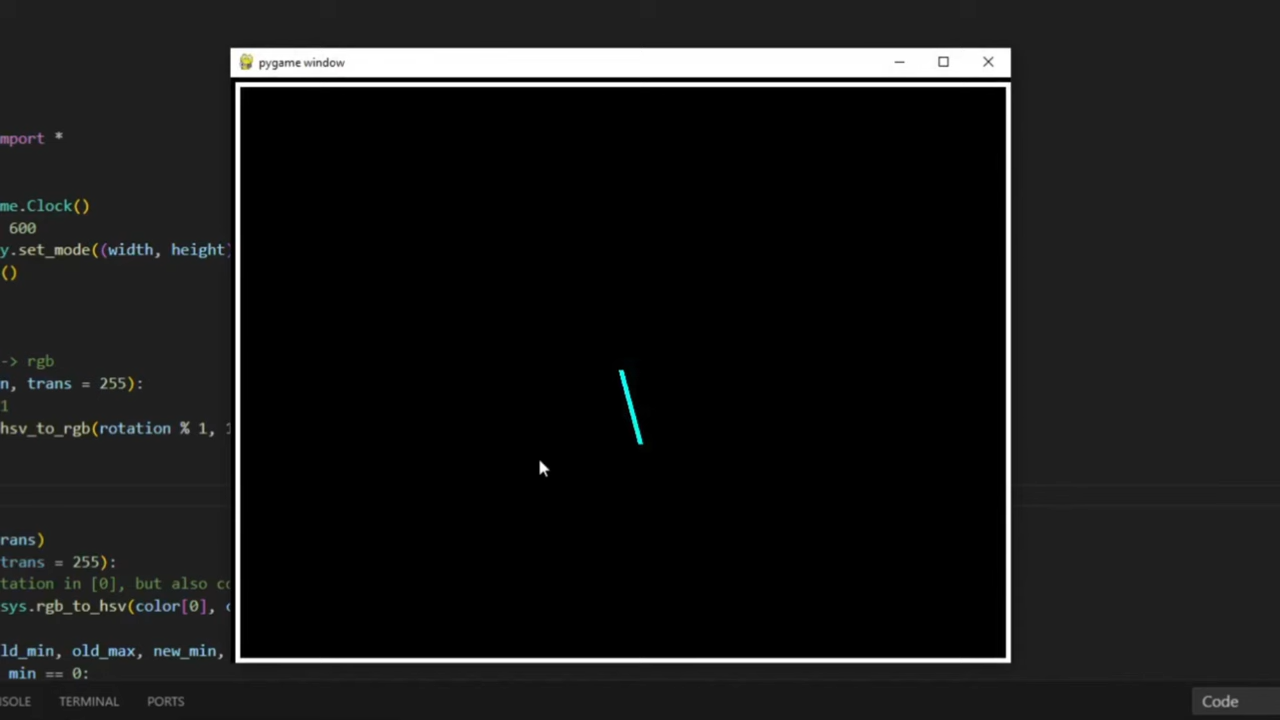 pygame window
mport *
me.Clock()
600
y.set_mode((width, height)
()
-> rgb
n, trans = 255):
1
hsv_to_rgb(rotation % 1, 1
rans)
trans = 255):
tation in [0], but also co
sys.rgb_to_hsv(color[0], c
ld_min, old_max, new_min,
min == 0:
SOLE TERMINAL PORTS Code